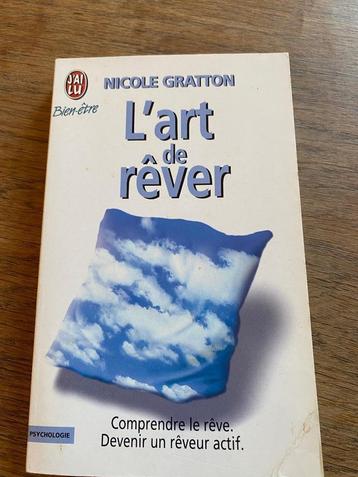 J'AI
LU
NICOLE GRATTON
Bien-être
L'art
de
rêver
Comprendre le rêve.
Devenir un rêveur actif.
PSYCHOLOGIE